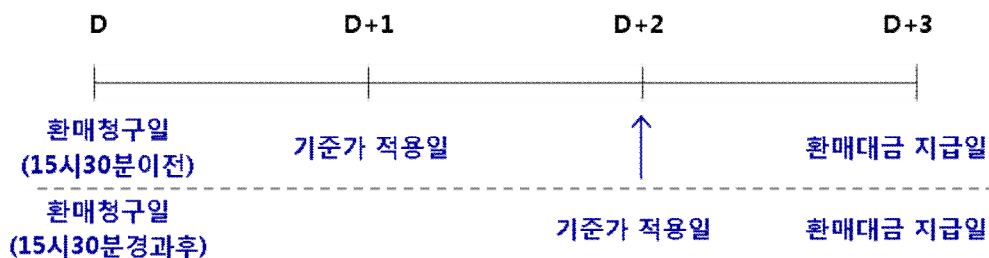 D D+1 D+2 D+3
환매청구일
(15시30분이전)
기준가 적용일
환매대금 지급일
환매청구일
(15시30분경과후)
기준가 적용일
환매대금 지급일